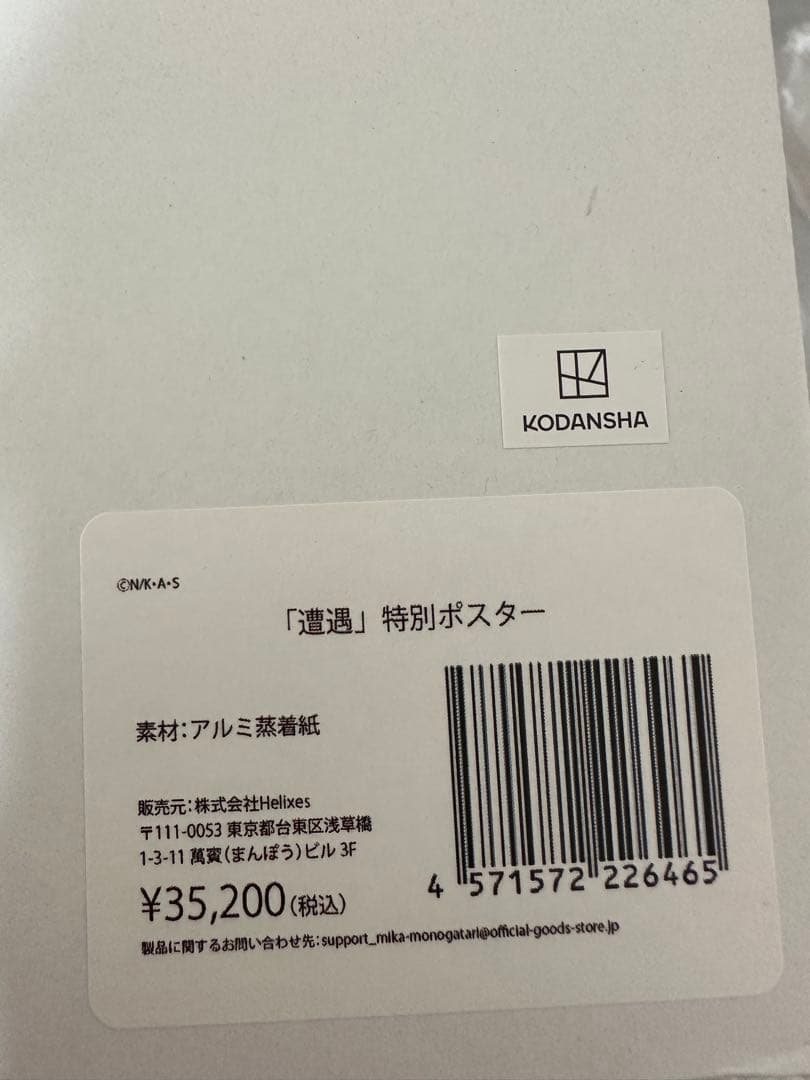 KODANSHA
©N/K・A・S
「遭遇」特別ポスター
素材：アルミ蒸着紙
販売元：株式会社Helixes
〒111-0053 東京都台東区浅草橋
1-3-11 萬賓（まんぽう）ビル 3F
¥35,200（税込）
製品に関するお問い合わせ先：support_mika-monogatari@official-goods-store.jp
4 571572 226465